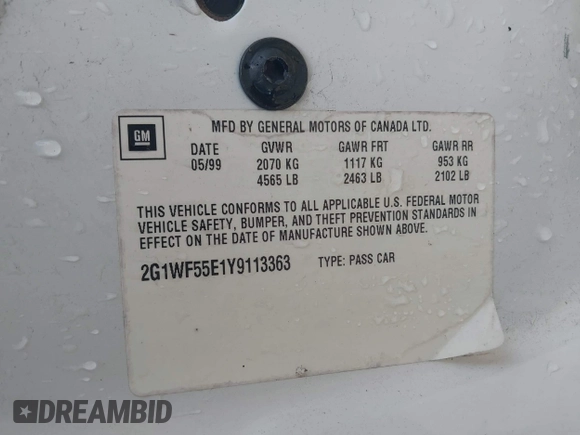 GM
MFD BY GENERAL MOTORS OF CANADA LTD.
DATE GVWR GAWR FRT GAWR RR
05/99 2070 KG 1117 KG 953 KG
4565 LB 2463 LB 2102 LB
THIS VEHICLE CONFORMS TO ALL APPLICABLE U.S. FEDERAL MOTOR
VEHICLE SAFETY, BUMPER, AND THEFT PREVENTION STANDARDS IN
EFFECT ON THE DATE OF MANUFACTURE SHOWN ABOVE.
2G1WF55E1Y9113363 TYPE: PASS CAR
DREAMBID